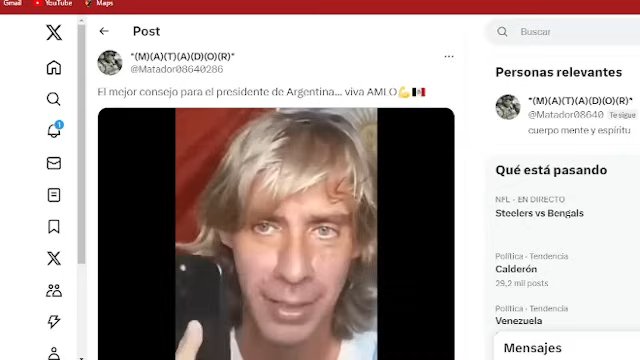 Gmail
YouTube
Maps
Post
*(M)(A)(T)(A)(D)(O)(R)*
@Matador08640286
El mejor consejo para el presidente de Argentina... viva AMLO
1
Buscar
Personas relevantes
*(M)(A)(T)(A)(D)(O)(R)*
@Matador08640 Te sigue
cuerpo mente y espíritu
Qué está pasando
NFL - EN DIRECTO
Steelers vs Bengals
Política · Tendencia
Calderón
29,2 mil posts
Política · Tendencia
Venezuela
Mensajes